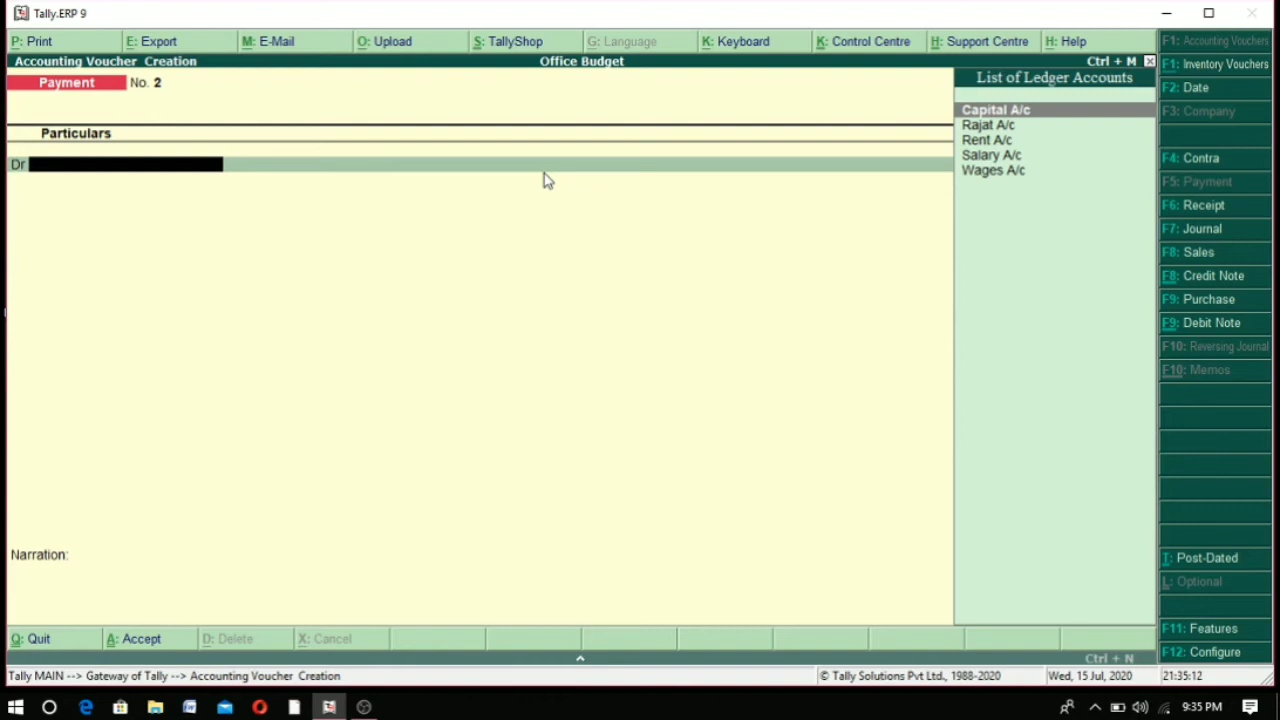 Tally.ERP 9
P: Print E: Export M: E-Mail O: Upload S: TallyShop G: Language K: Keyboard K: Control Centre H: Support Centre H: Help
Accounting Voucher Creation Office Budget Ctrl + M
Payment No. 2
Particulars
Dr
Narration:
List of Ledger Accounts
Capital A/c
Rajat A/c
Rent A/c
Salary A/c
Wages A/c
F1: Accounting Vouchers
F1: Inventory Vouchers
F2: Date
F3: Company
F4: Contra
F5: Payment
F6: Receipt
F7: Journal
F8: Sales
F8: Credit Note
F9: Purchase
F9: Debit Note
F10: Reversing Journal
F10: Memos
T: Post-Dated
L: Optional
F11: Features
F12: Configure
Q: Quit A: Accept D: Delete X: Cancel
Ctrl + N
Tally MAIN --> Gateway of Tally --> Accounting Voucher Creation © Tally Solutions Pvt Ltd., 1988-2020 Wed, 15 Jul, 2020 21:35:12
9:35 PM